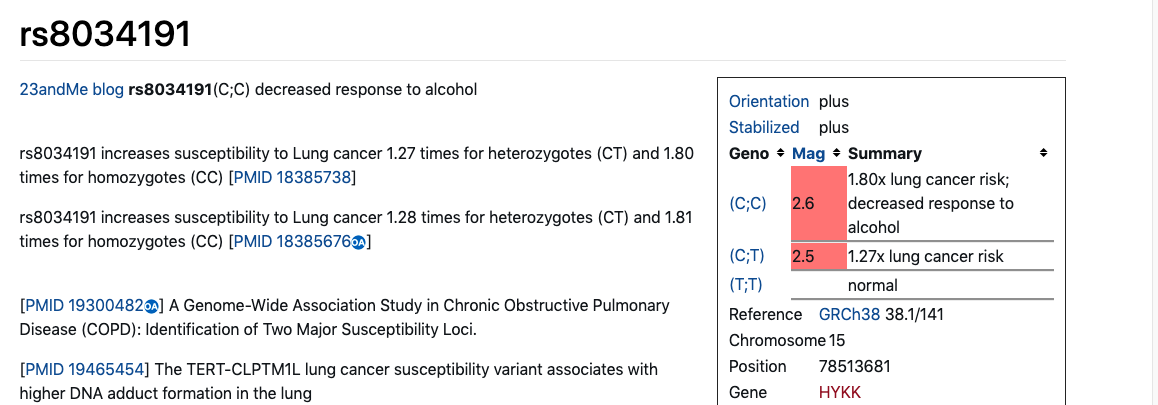 rs8034191
23andMe blog rs8034191(C;C) decreased response to alcohol
rs8034191 increases susceptibility to Lung cancer 1.27 times for heterozygotes (CT) and 1.80
times for homozygotes (CC) [PMID 18385738]
rs8034191 increases susceptibility to Lung cancer 1.28 times for heterozygotes (CT) and 1.81
times for homozygotes (CC) [PMID 18385676OA]
[PMID 19300482OA] A Genome-Wide Association Study in Chronic Obstructive Pulmonary
Disease (COPD): Identification of Two Major Susceptibility Loci.
[PMID 19465454] The TERT-CLPTM1L lung cancer susceptibility variant associates with
higher DNA adduct formation in the lung
Orientation plus
Stabilized plus
Geno Mag Summary
(C;C) 2.6 1.80x lung cancer risk;
decreased response to
alcohol
(C;T) 2.5 1.27x lung cancer risk
(T;T) normal
Reference GRCh38 38.1/141
Chromosome 15
Position 78513681
Gene HYKK